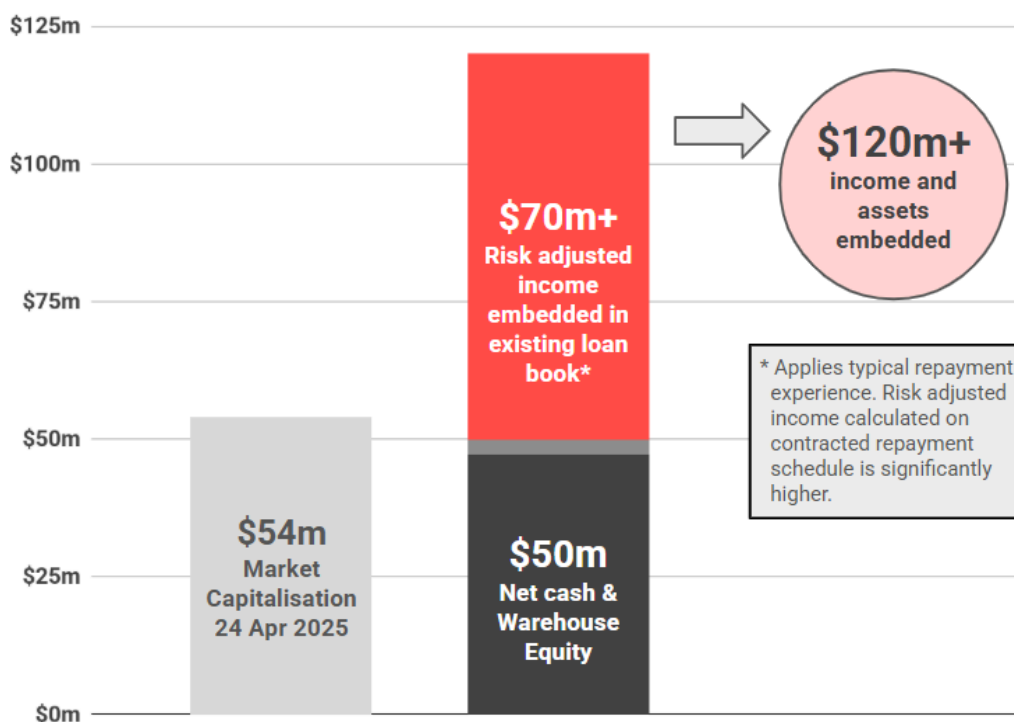 $125m
$100m
$75m
$50m
$25m
$0m
$54m
Market
Capitalisation
24 Apr 2025
$70m+
Risk adjusted
income
embedded in
existing loan
book*
$50m
Net cash &
Warehouse
Equity
$120m+
income and
assets
embedded
* Applies typical repayment
experience. Risk adjusted
income calculated on
contracted repayment
schedule is significantly
higher.